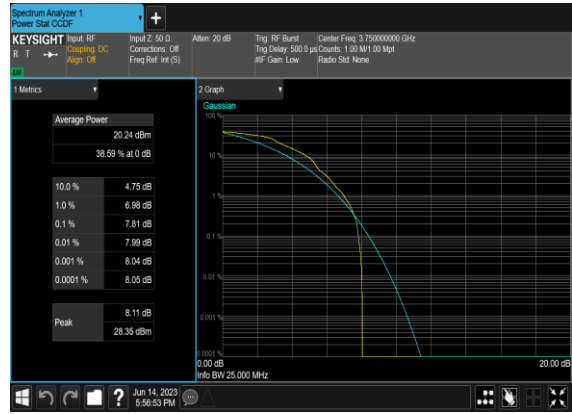 Spectrum Analyzer 1
Power Stat CCDF
KEYSIGHT
R T
LW
Input: RF
Coupling: DC
Align: Off
Input Z: 50 Ω
Corrections: Off
Freq Ref: Int (S)
Atten: 20 dB
Trig: RF Burst
Trig Delay: 500.0 µs
#IF Gain: Low
Center Freq: 3.750000000 GHz
Counts: 1.00 M/1.00 Mpt
Radio Std: None
1 Metrics
Average Power
20.24 dBm
38.59 % at 0 dB
10.0 % 4.75 dB
1.0 % 6.98 dB
0.1 % 7.81 dB
0.01 % 7.99 dB
0.001 % 8.04 dB
0.0001 % 8.05 dB
Peak
8.11 dB
28.35 dBm
2 Graph
Gaussian
100 %
10 %
1 %
0.1 %
0.01 %
0.001 %
0.0001 %
0.00 dB
20.00 dB
Info BW 25.000 MHz
Jun 14, 2023
5:56:53 PM